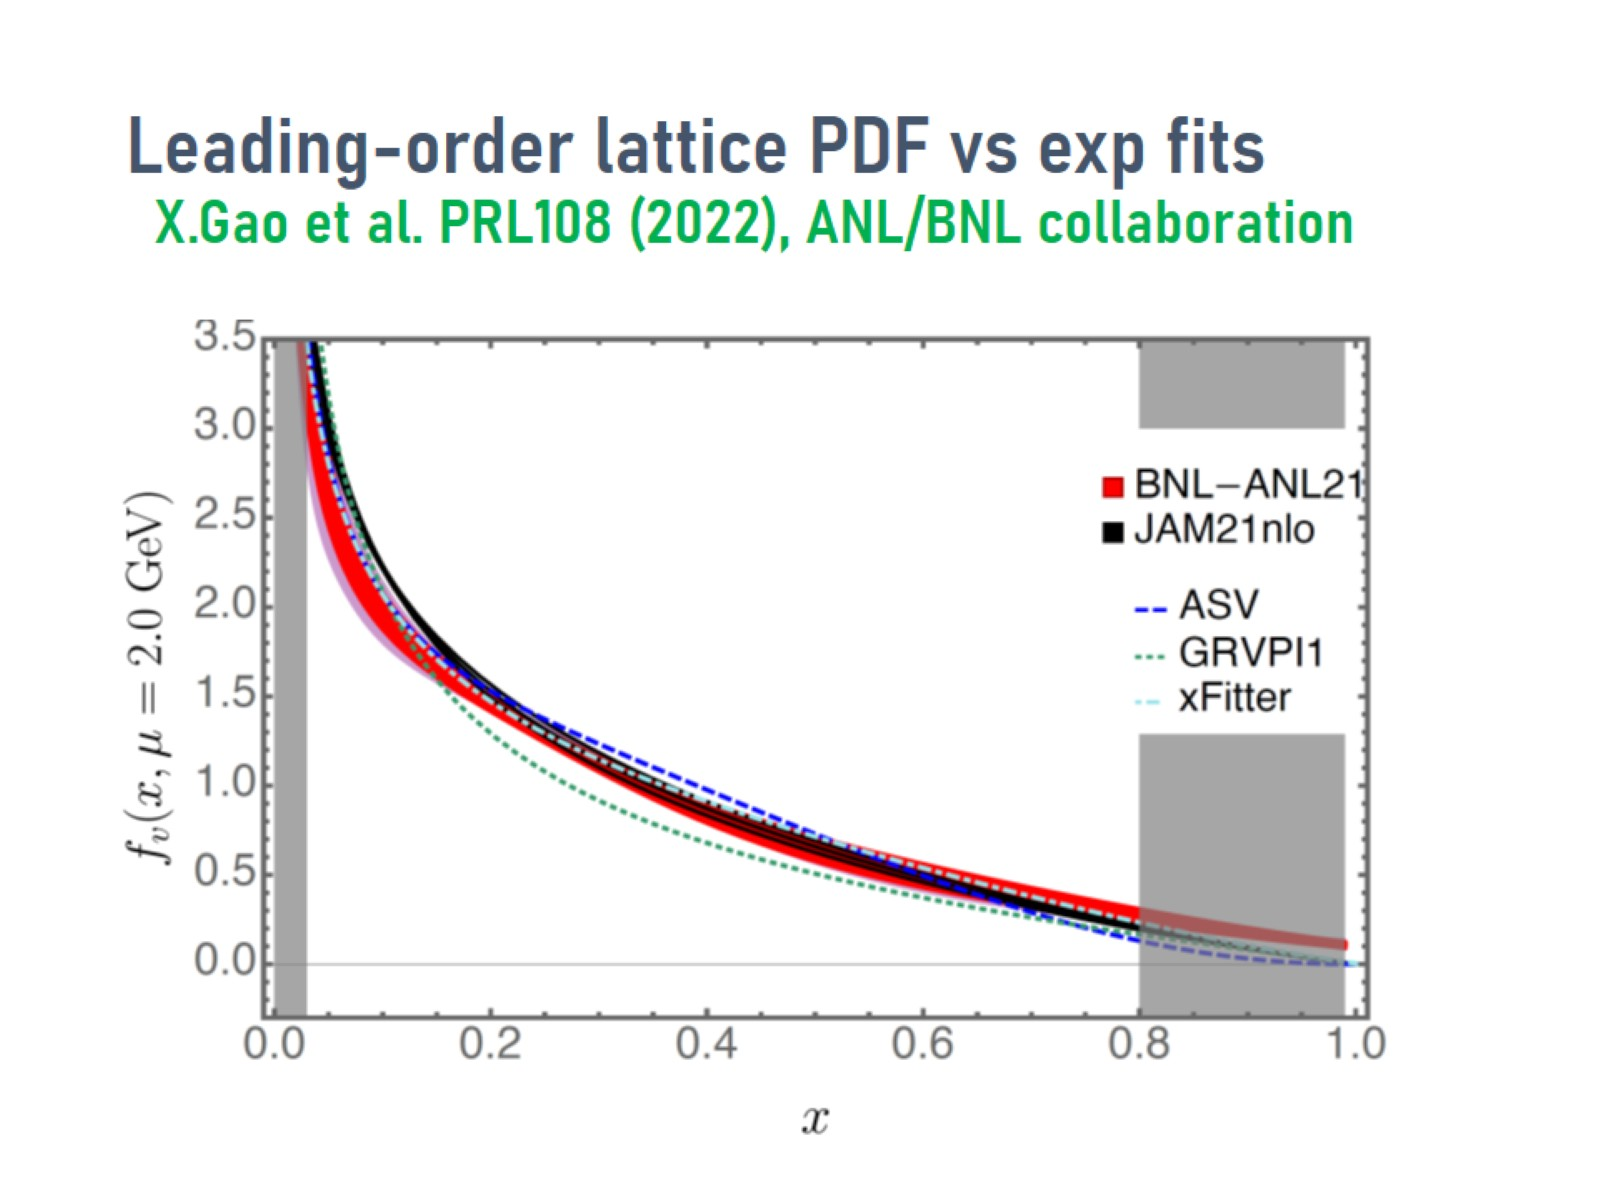 Leading-order lattice PDF vs exp fits
X.Gao et al. PRL108 (2022), ANL/BNL collaboration
3.5
3.0
2.5
2.0
1.5
1.0
0.5
0.0
f_v(x, μ = 2.0 GeV)
BNL−ANL21
JAM21nlo
ASV
GRVPI1
xFitter
0.0 0.2 0.4 0.6 0.8 1.0
x